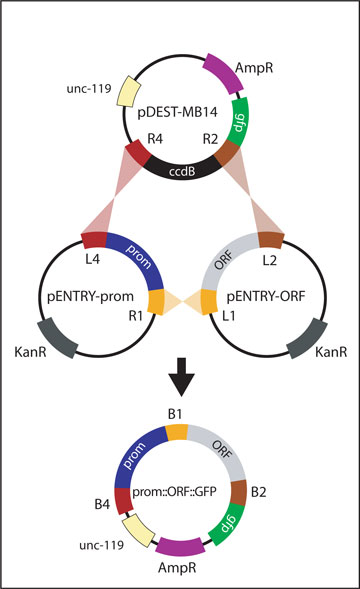 AmpR
unc-119
pDEST-MB14
gfp
R4
R2
ccdB
L4
prom
ORF
L2
pENTRY-prom
pENTRY-ORF
R1
L1
KanR
KanR
B1
prom
ORF
prom::ORF::GFP
B4
B2
gfp
unc-119
AmpR